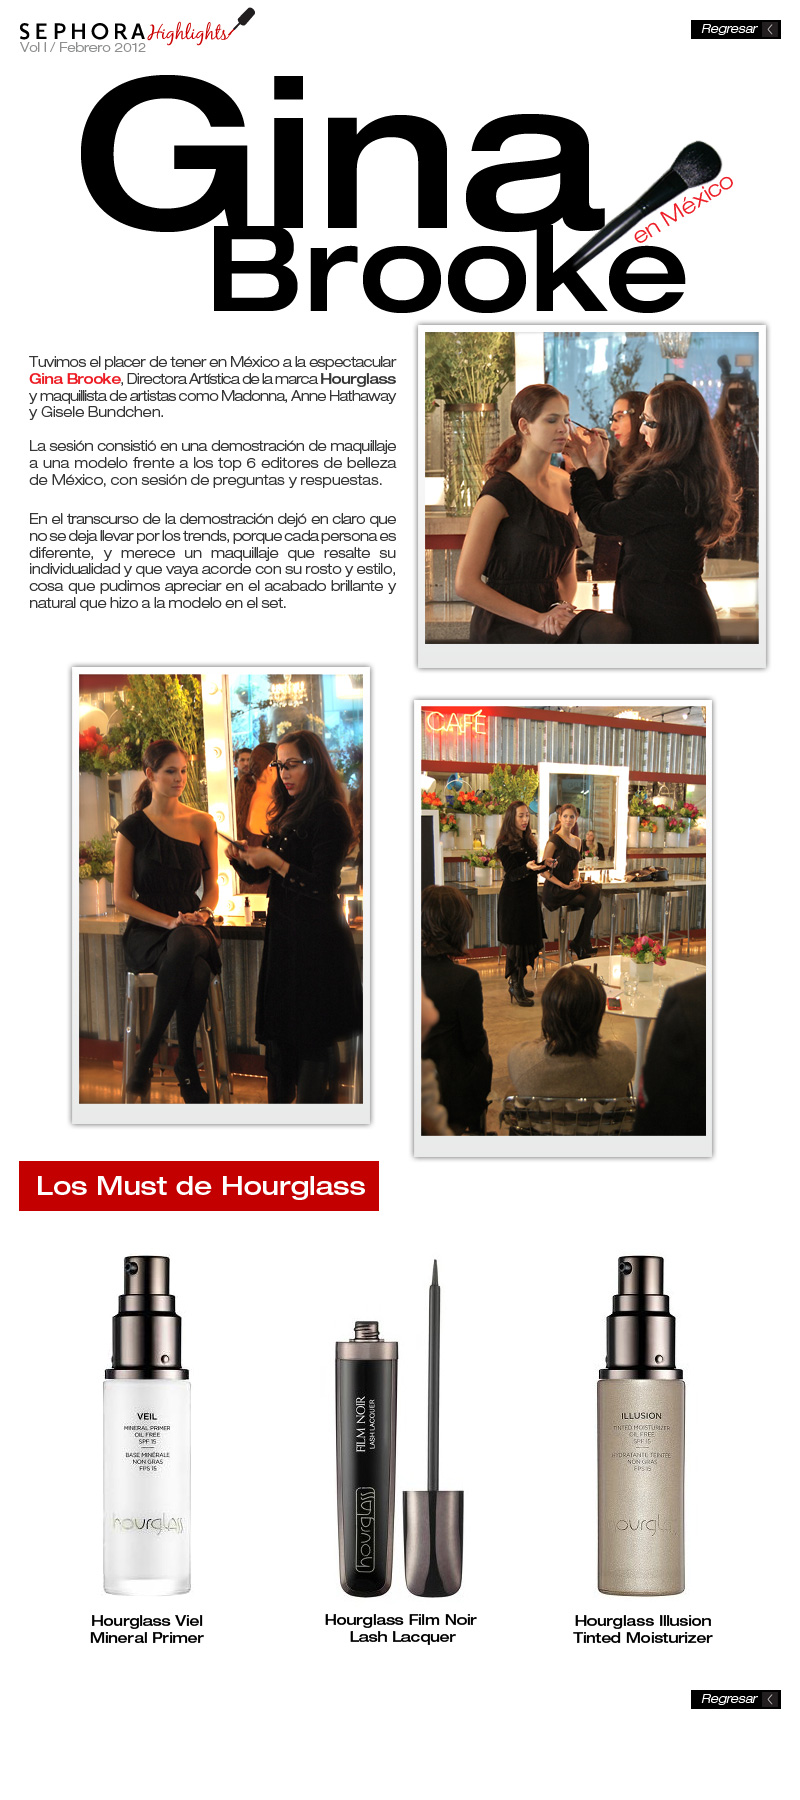 SEPHORA Highlights
Vol I / Febrero 2012
Regresar
Gina
Brooke
en México
Tuvimos el placer de tener en México a la espectacular
Gina Brooke, Directora Artística de la marca Hourglass
y maquillista de artistas como Madonna, Anne Hathaway
y Gisele Bundchen.
La sesión consistió en una demostración de maquillaje
a una modelo frente a los top 6 editores de belleza
de México, con sesión de preguntas y respuestas.
En el transcurso de la demostración dejó en claro que
no se deja llevar por los trends, porque cada persona es
diferente, y merece un maquillaje que resalte su
individualidad y que vaya acorde con su rosto y estilo,
cosa que pudimos apreciar en el acabado brillante y
natural que hizo a la modelo en el set.
CAFÉ
Los Must de Hourglass
VEIL
MINERAL PRIMER
OIL FREE
SPF 15
BASE MINÉRALE
NON GRAS
FPS 15
hourglass
FILM NOIR
LASH LACQUER
hourglass
ILLUSION
TINTED MOISTURIZER
OIL FREE
SPF 15
HYDRATANTE TEINTÉE
NON GRAS
FPS 15
hourglass
Hourglass Viel
Mineral Primer
Hourglass Film Noir
Lash Lacquer
Hourglass Illusion
Tinted Moisturizer
Regresar